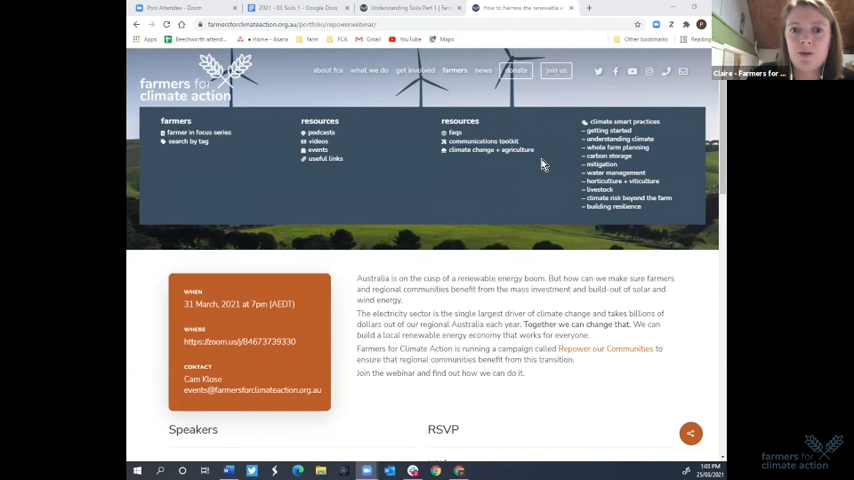 Post Attendee - Zoom
2021 - 03 Soils 1 - Google Docs
Understanding Soils Part 1 | Farm
How to harness the renewable e
farmersforclimateaction.org.au/portfolio/repowerwebinar/
Apps
Beechworth attend...
Home - Asana
farm
FCA
Gmail
YouTube
Maps
Other bookmarks
Reading
Claire - Farmers for ...
farmers for
climate action
about fca
what we do
get involved
farmers
news
donate
join us
farmers
farmer in focus series
search by tag
resources
podcasts
videos
events
useful links
resources
faqs
communications toolkit
climate change + agriculture
climate smart practices
– getting started
– understanding climate
– whole farm planning
– carbon storage
– mitigation
– water management
– horticulture + viticulture
– livestock
– climate risk beyond the farm
– building resilience
WHEN
31 March, 2021 at 7pm (AEDT)
WHERE
https://zoom.us/j/84673739330
CONTACT
Cam Klose
events@farmersforclimateaction.org.au
Australia is on the cusp of a renewable energy boom. But how can we make sure farmers
and regional communities benefit from the mass investment and build-out of solar and
wind energy.
The electricity sector is the single largest driver of climate change and takes billions of
dollars out of our regional Australia each year. Together we can change that. We can
build a local renewable energy economy that works for everyone.
Farmers for Climate Action is running a campaign called Repower our Communities to
ensure that regional communities benefit from this transition.
Join the webinar and find out how we can do it.
Speakers
RSVP
1:03 PM
25/03/2021
farmers for
climate action